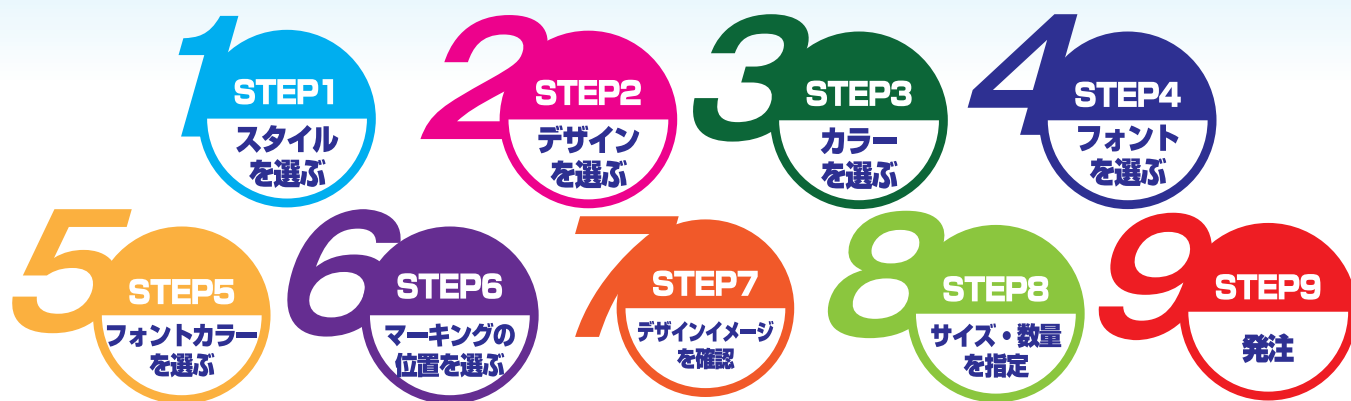 1
STEP1
スタイル
を選ぶ
2
STEP2
デザイン
を選ぶ
3
STEP3
カラー
を選ぶ
4
STEP4
フォント
を選ぶ
5
STEP5
フォントカラー
を選ぶ
6
STEP6
マーキングの
位置を選ぶ
7
STEP7
デザインイメージ
を確認
8
STEP8
サイズ・数量
を指定
9
STEP9
発注